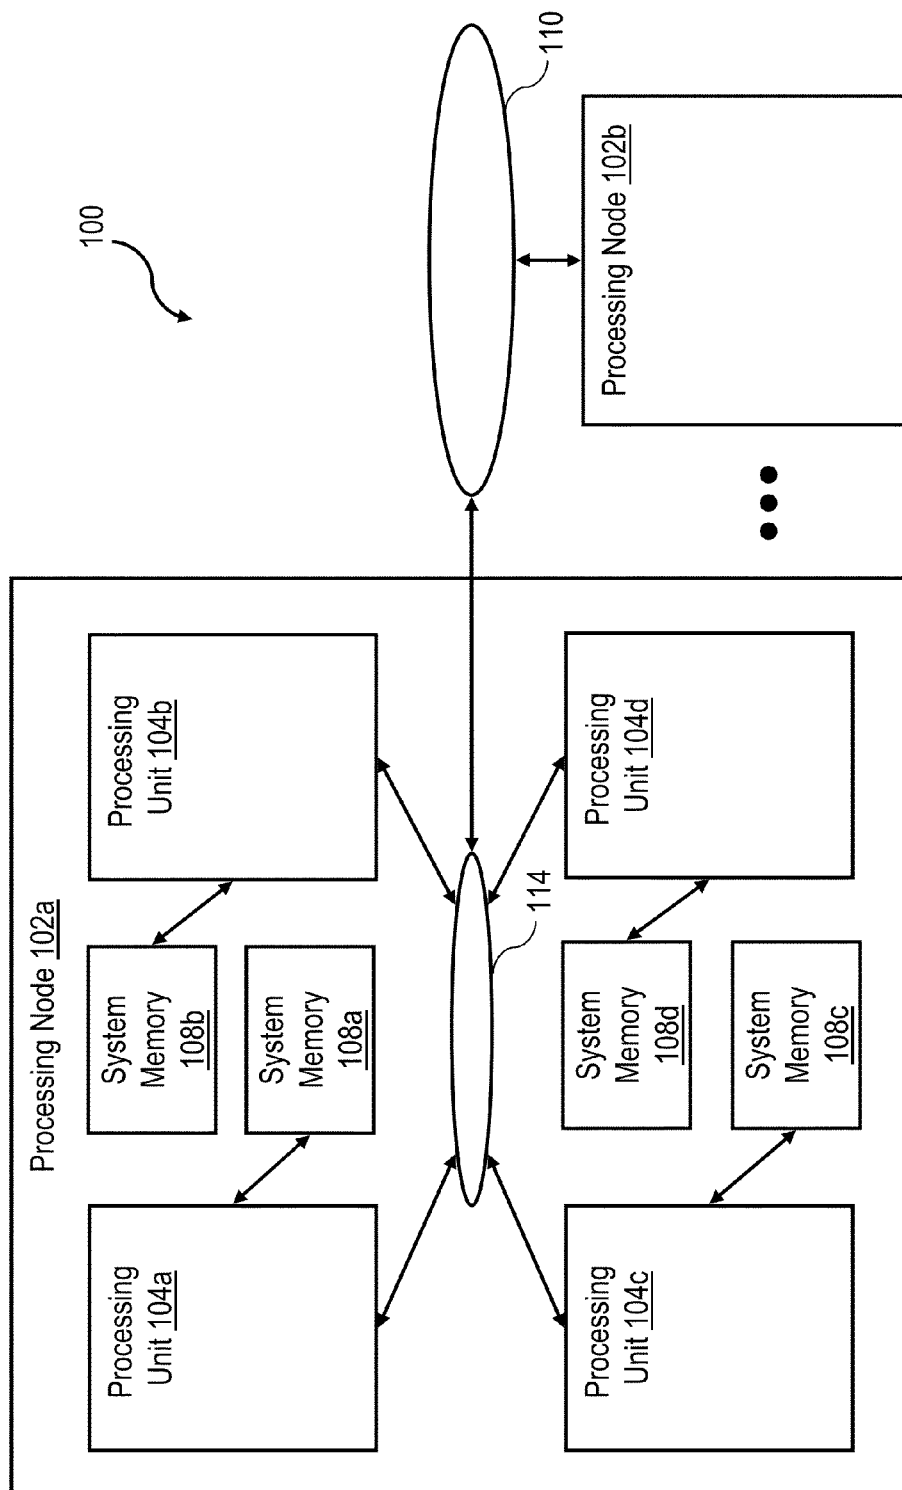 100
Processing Node 102a
Processing
Unit 104a
System
Memory
108b
System
Memory
108a
Processing
Unit 104b
110
114
Processing
Unit 104c
System
Memory
108d
System
Memory
108c
Processing
Unit 104d
Processing Node 102b